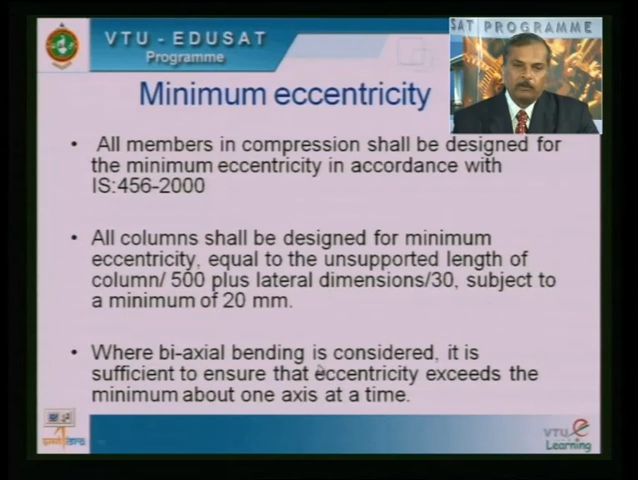 VTU - EDUSAT
Programme
SAT PROGRAMME
Minimum eccentricity
• All members in compression shall be designed for
the minimum eccentricity in accordance with
IS:456-2000
• All columns shall be designed for minimum
eccentricity, equal to the unsupported length of
column/ 500 plus lateral dimensions/30, subject to
a minimum of 20 mm.
• Where bi-axial bending is considered, it is
sufficient to ensure that eccentricity exceeds the
minimum about one axis at a time.
VTU e
Learning